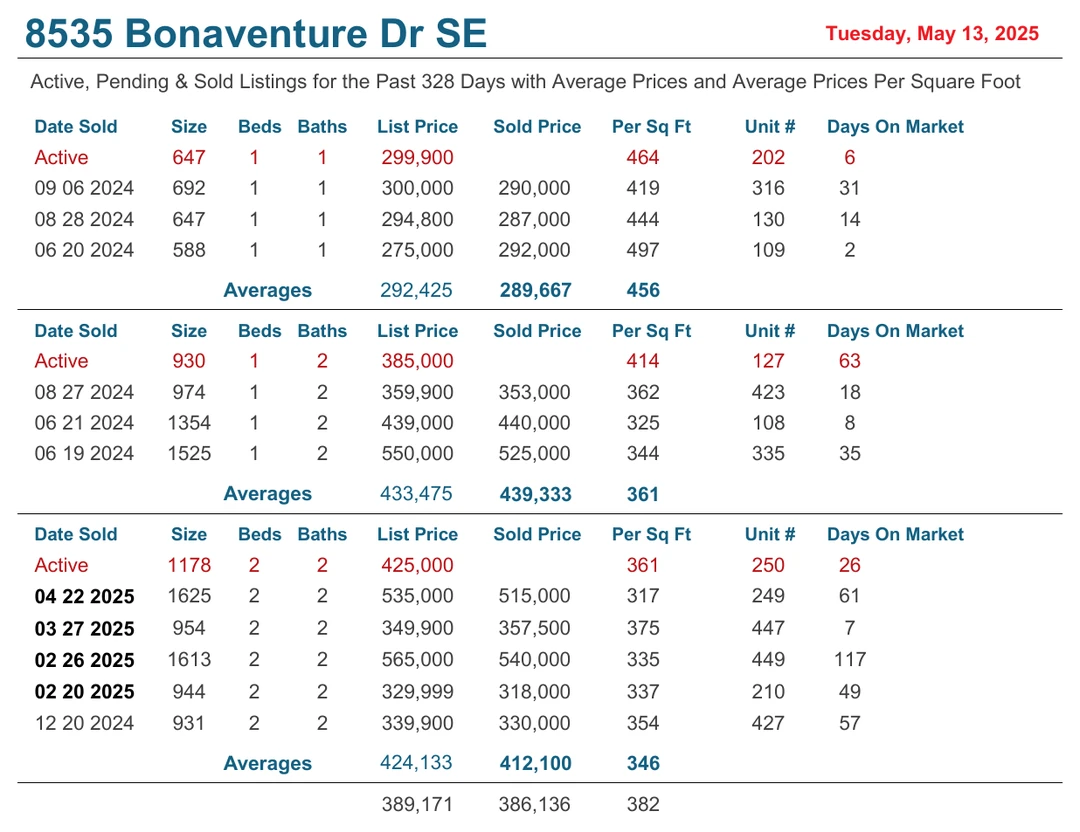 8535 Bonaventure Dr SE Tuesday, May 13, 2025
Active, Pending & Sold Listings for the Past 328 Days with Average Prices and Average Prices Per Square Foot
Date Sold Size Beds Baths List Price Sold Price Per Sq Ft Unit # Days On Market
Active 647 1 1 299,900 464 202 6
09 06 2024 692 1 1 300,000 290,000 419 316 31
08 28 2024 647 1 1 294,800 287,000 444 130 14
06 20 2024 588 1 1 275,000 292,000 497 109 2
Averages 292,425 289,667 456
Date Sold Size Beds Baths List Price Sold Price Per Sq Ft Unit # Days On Market
Active 930 1 2 385,000 414 127 63
08 27 2024 974 1 2 359,900 353,000 362 423 18
06 21 2024 1354 1 2 439,000 440,000 325 108 8
06 19 2024 1525 1 2 550,000 525,000 344 335 35
Averages 433,475 439,333 361
Date Sold Size Beds Baths List Price Sold Price Per Sq Ft Unit # Days On Market
Active 1178 2 2 425,000 361 250 26
04 22 2025 1625 2 2 535,000 515,000 317 249 61
03 27 2025 954 2 2 349,900 357,500 375 447 7
02 26 2025 1613 2 2 565,000 540,000 335 449 117
02 20 2025 944 2 2 329,999 318,000 337 210 49
12 20 2024 931 2 2 339,900 330,000 354 427 57
Averages 424,133 412,100 346
389,171 386,136 382